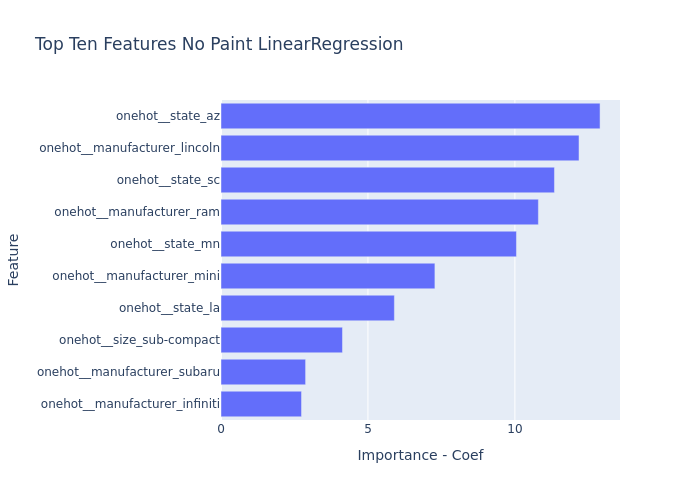 Top Ten Features No Paint LinearRegression
Feature
onehot__state_az
onehot__manufacturer_lincoln
onehot__state_sc
onehot__manufacturer_ram
onehot__state_mn
onehot__manufacturer_mini
onehot__state_la
onehot__size_sub-compact
onehot__manufacturer_subaru
onehot__manufacturer_infiniti
0 5 10
Importance - Coef